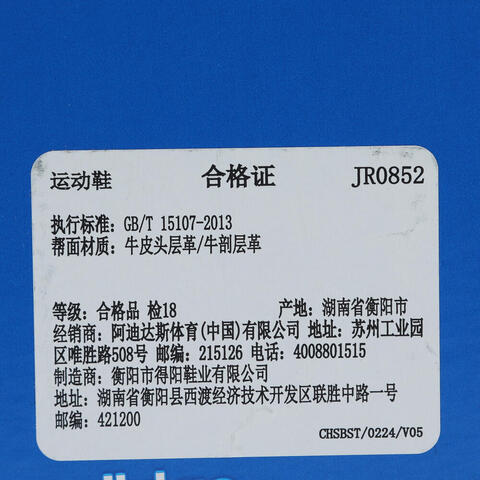 运动鞋 合格证 JR0852
执行标准: GB/T 15107-2013
帮面材质: 牛皮头层革/牛剖层革
等级: 合格品 检18 产地: 湖南省衡阳市
经销商: 阿迪达斯体育(中国)有限公司 地址: 苏州工业园
区唯胜路508号 邮编: 215126 电话: 4008801515
制造商: 衡阳市得阳鞋业有限公司
地址: 湖南省衡阳县西渡经济技术开发区联胜中路一号
邮编: 421200
CHSBST/0224/V05